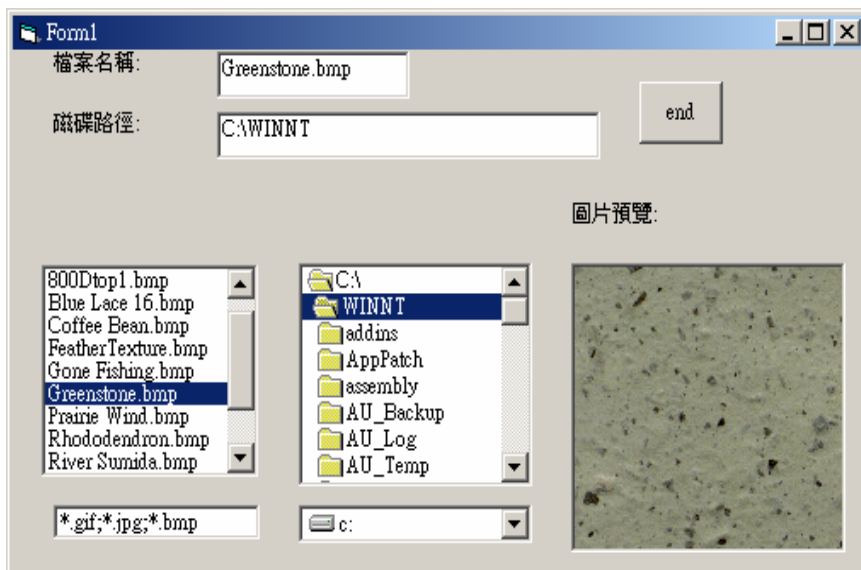 Form1
檔案名稱:
Greenstone.bmp
end
磁碟路徑:
C:\WINNT
圖片預覽:
800Dtop1.bmp
Blue Lace 16.bmp
Coffee Bean.bmp
FeatherTexture.bmp
Gone Fishing.bmp
Greenstone.bmp
Prairie Wind.bmp
Rhododendron.bmp
River Sumida.bmp
C:\
WINNT
addins
AppPatch
assembly
AU_Backup
AU_Log
AU_Temp
*.gif;*.jpg;*.bmp
c: